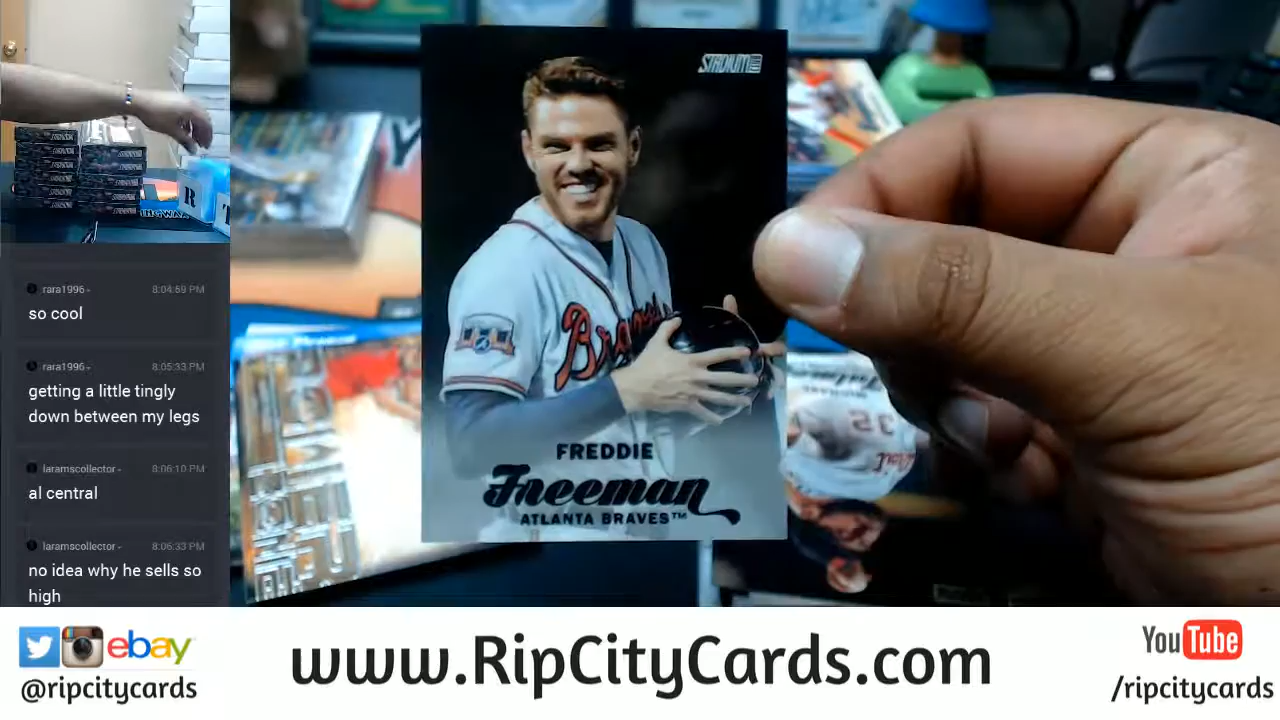 STADIUM
Braves
FREDDIE
Freeman
ATLANTA BRAVES™
R
T
rara1996
8:04:59 PM
so cool
rara1996
8:05:33 PM
getting a little tingly
down between my legs
laramscollector
8:06:10 PM
al central
laramscollector
8:06:33 PM
no idea why he sells so
high
ebay
@ripcitycards
www.RipCityCards.com
YouTube
/ripcitycards